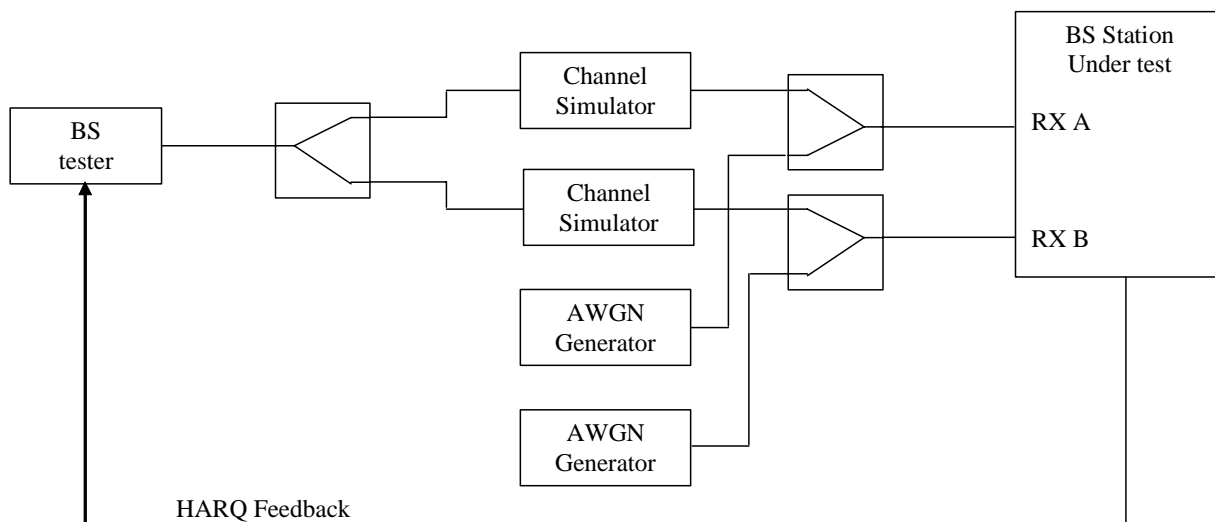 BS Station
Under test
Channel
Simulator
BS
tester
RX A
Channel
Simulator
RX B
AWGN
Generator
AWGN
Generator
HARQ Feedback